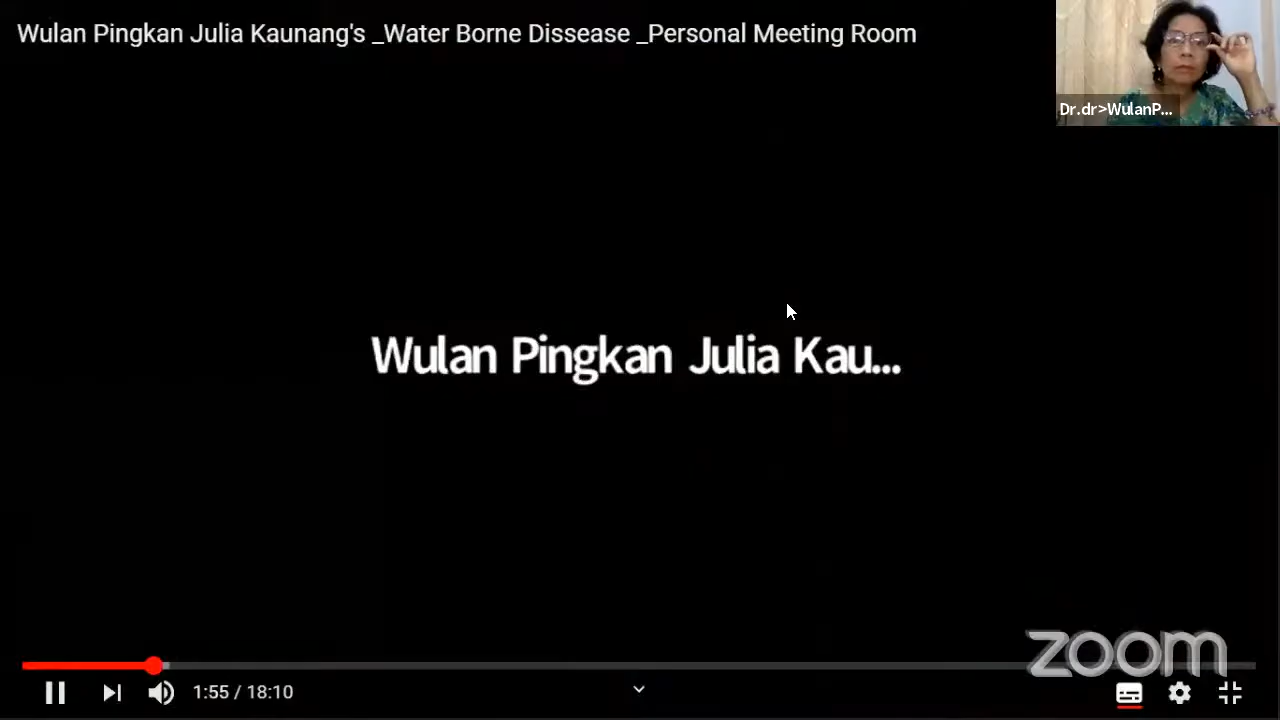 Wulan Pingkan Julia Kaunang's _Water Borne Dissease _Personal Meeting Room
Dr.dr>WulanP...
Wulan Pingkan Julia Kau...
zoom
1:55 / 18:10